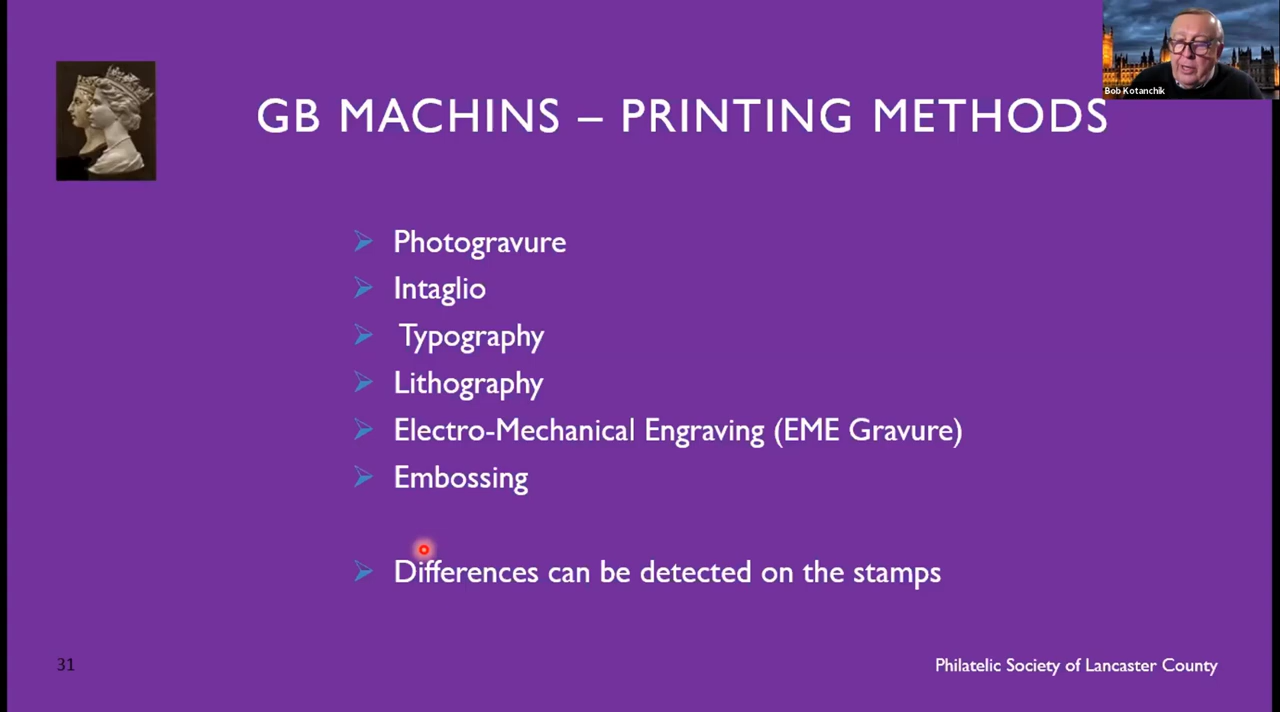 Bob Kotanchik
GB MACHINS – PRINTING METHODS
Photogravure
Intaglio
Typography
Lithography
Electro-Mechanical Engraving (EME Gravure)
Embossing
Differences can be detected on the stamps
31
Philatelic Society of Lancaster County